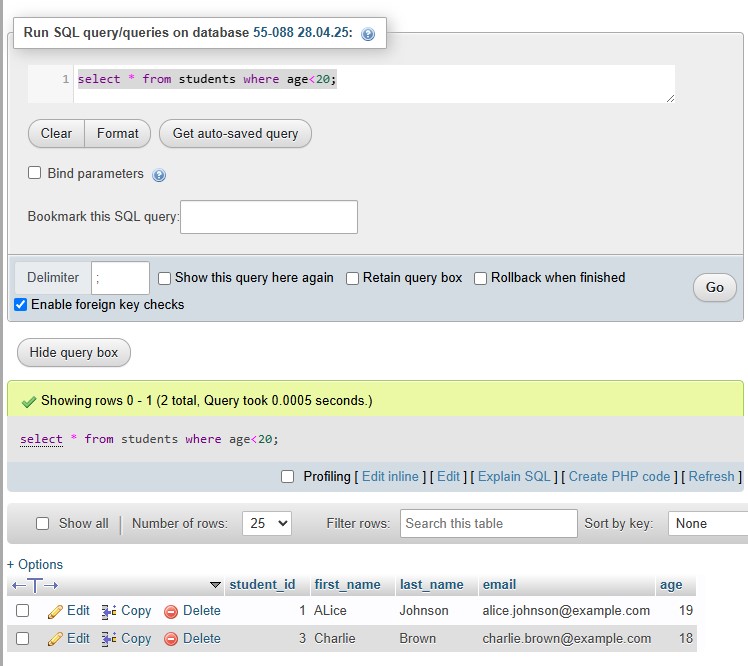 Run SQL query/queries on database 55-088 28.04.25:
1 select * from students where age<20;
Clear Format Get auto-saved query
Bind parameters
Bookmark this SQL query:
Delimiter ; Show this query here again Retain query box Rollback when finished Go
Enable foreign key checks
Hide query box
Showing rows 0 - 1 (2 total, Query took 0.0005 seconds.)
select * from students where age<20;
Profiling [ Edit inline ] [ Edit ] [ Explain SQL ] [ Create PHP code ] [ Refresh ]
Show all Number of rows: 25 Filter rows: Search this table Sort by key: None
+ Options
←T→ student_id first_name last_name email age
Edit Copy Delete 1 ALice Johnson alice.johnson@example.com 19
Edit Copy Delete 3 Charlie Brown charlie.brown@example.com 18